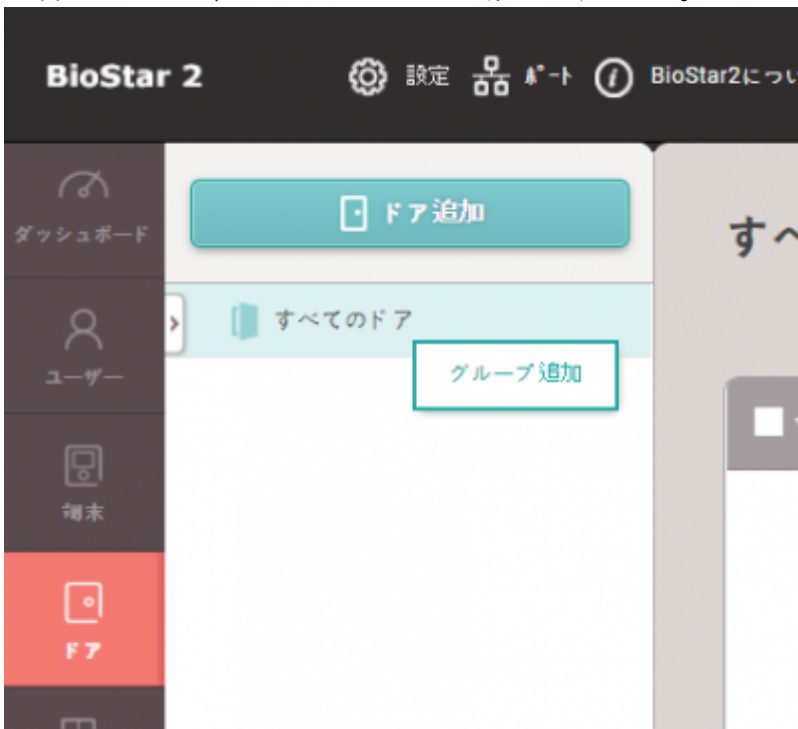 BioStar 2
設定
ポート
BioStar2につい
ダッシュボード
ドア追加
すべ
すべてのドア
グループ追加
ユーザー
端末
ドア